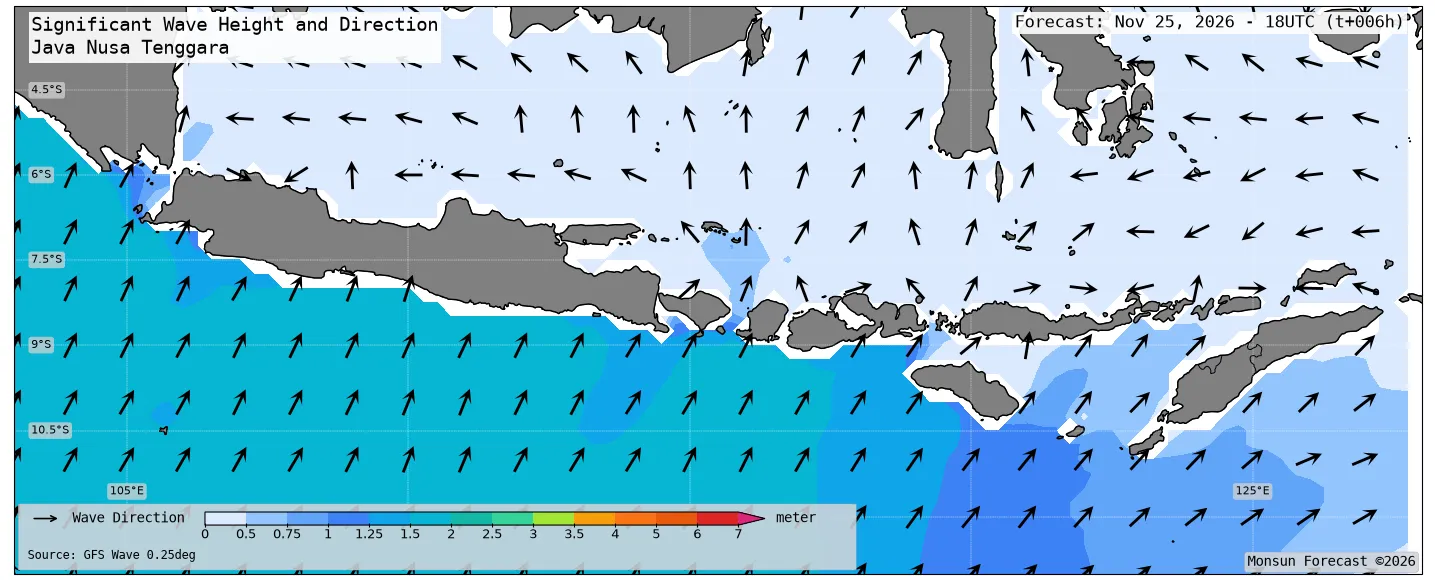 Significant Wave Height and Direction
Java Nusa Tenggara
Forecast: Nov 25, 2026 - 18UTC (t+006h)
4.5°S
6°S
7.5°S
9°S
10.5°S
105°E
125°E
Wave Direction
0 0.5 0.75 1 1.25 1.5 2 2.5 3 3.5 4 5 6 7
meter
Source: GFS Wave 0.25deg
Monsun Forecast ©2026